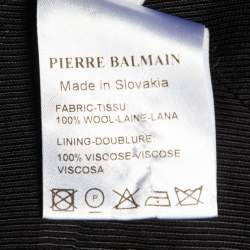 PIERRE BALMAIN
Made in Slovakia
FABRIC-TISSU:
100% WOOL-LAINE-LANA
LINING-DOUBLURE:
100% VISCOSE-VISCOSE
VISCOSA
P